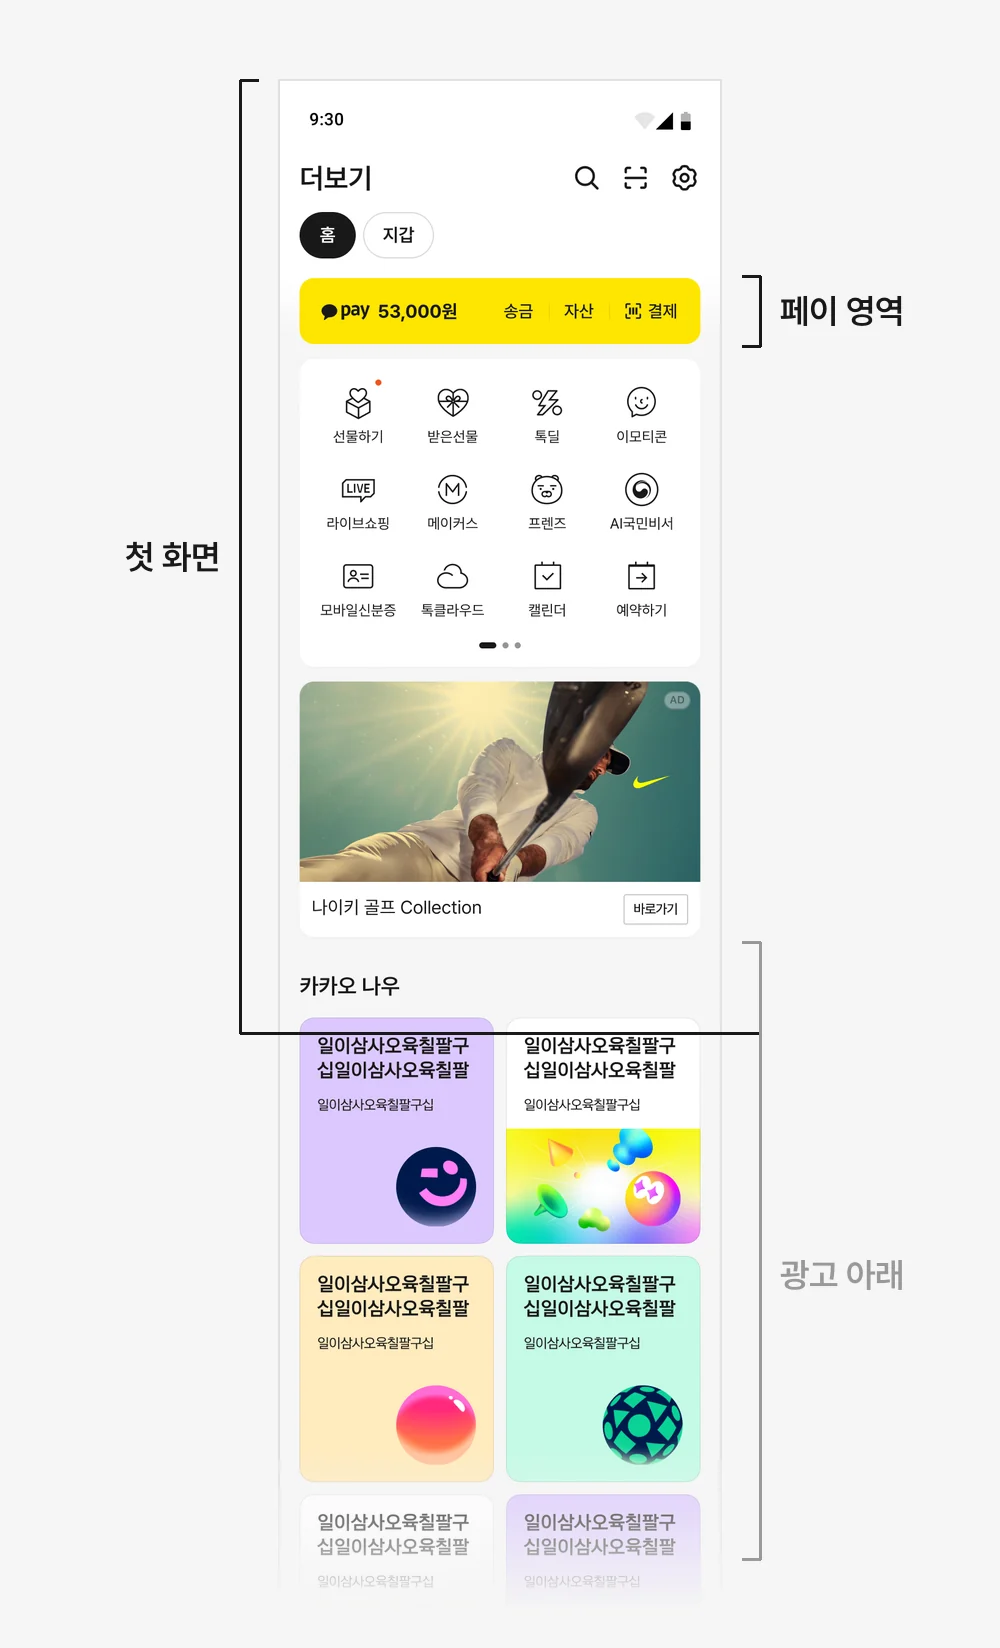 9:30
더보기
홈 지갑
pay 53,000원 송금 자산 결제
페이 영역
선물하기 받은선물 톡딜 이모티콘
LIVE M
라이브쇼핑 메이커스 프렌즈 AI국민비서
첫 화면
모바일신분증 톡클라우드 캘린더 예약하기
AD
나이키 골프 Collection 바로가기
카카오 나우
일이삼사오육칠팔구
십일이삼사오육칠팔
일이삼사오육칠팔구십
일이삼사오육칠팔구
십일이삼사오육칠팔
일이삼사오육칠팔구십
광고 아래
일이삼사오육칠팔구
십일이삼사오육칠팔
일이삼사오육칠팔구십
일이삼사오육칠팔구
십일이삼사오육칠팔
일이삼사오육칠팔구십
일이삼사오육칠팔구
십일이삼사오육칠팔
일이삼사오육칠팔구십
일이삼사오육칠팔구
십일이삼사오육칠팔
일이삼사오육칠팔구십